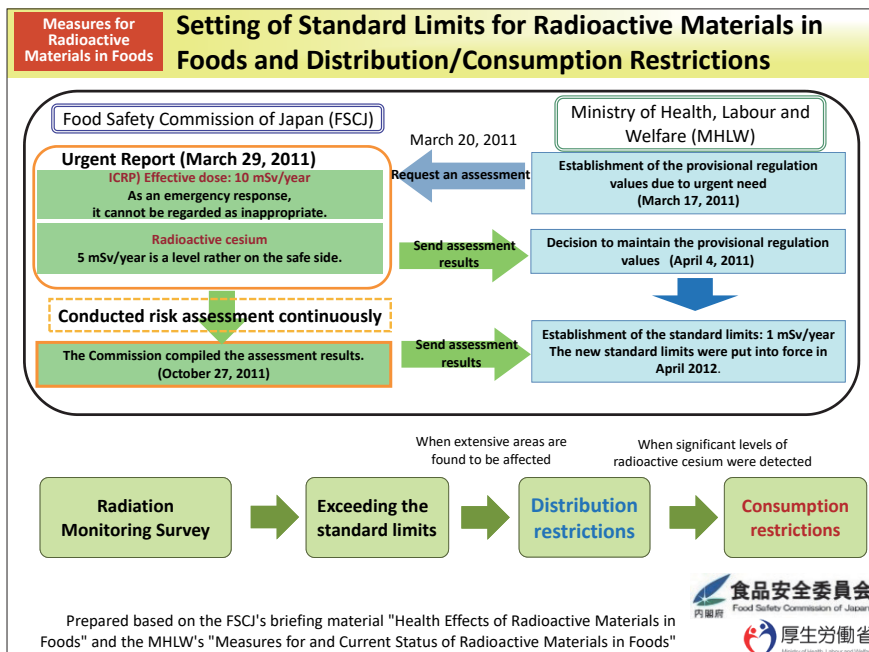 Measures for
Radioactive
Materials in Foods
Setting of Standard Limits for Radioactive Materials in
Foods and Distribution/Consumption Restrictions
Food Safety Commission of Japan (FSCJ)
Ministry of Health, Labour and
Welfare (MHLW)
March 20, 2011
Request an assessment
Urgent Report (March 29, 2011)
ICRP) Effective dose: 10 mSv/year
As an emergency response,
it cannot be regarded as inappropriate.
Radioactive cesium
5 mSv/year is a level rather on the safe side.
Establishment of the provisional regulation
values due to urgent need
(March 17, 2011)
Send assessment
results
Decision to maintain the provisional regulation
values (April 4, 2011)
Conducted risk assessment continuously
The Commission compiled the assessment results.
(October 27, 2011)
Send assessment
results
Establishment of the standard limits: 1 mSv/year
The new standard limits were put into force in
April 2012.
When extensive areas are
found to be affected
When significant levels of
radioactive cesium were detected
Radiation
Monitoring Survey
Exceeding the
standard limits
Distribution
restrictions
Consumption
restrictions
Prepared based on the FSCJ's briefing material "Health Effects of Radioactive Materials in
Foods" and the MHLW's "Measures for and Current Status of Radioactive Materials in Foods"
内閣府
食品安全委員会
Food Safety Commission of Japan
厚生労働省
Ministry of Health, Labour and Welfare